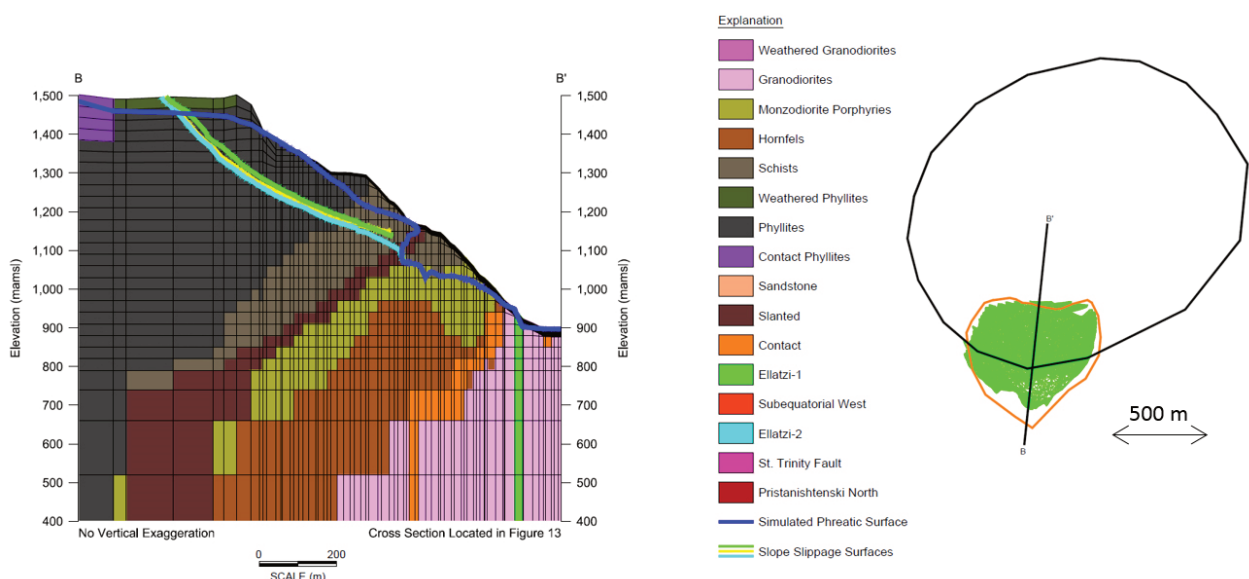 B B'
1,500 1,500
1,400 1,400
1,300 1,300
1,200 1,200
1,100 1,100
1,000 1,000
900 900
800 800
700 700
600 600
500 500
400 400
Elevation (mamsl)
Elevation (mamsl)
No Vertical Exaggeration Cross Section Located in Figure 13
0 200
SCALE (m)
Explanation
Weathered Granodiorites
Granodiorites
Monzodiorite Porphyries
Hornfels
Schists
Weathered Phyllites
Phyllites
Contact Phyllites
Sandstone
Slanted
Contact
Ellatzi-1
Subequatorial West
Ellatzi-2
St. Trinity Fault
Pristanishtenski North
Simulated Phreatic Surface
Slope Slippage Surfaces
B'
B
500 m